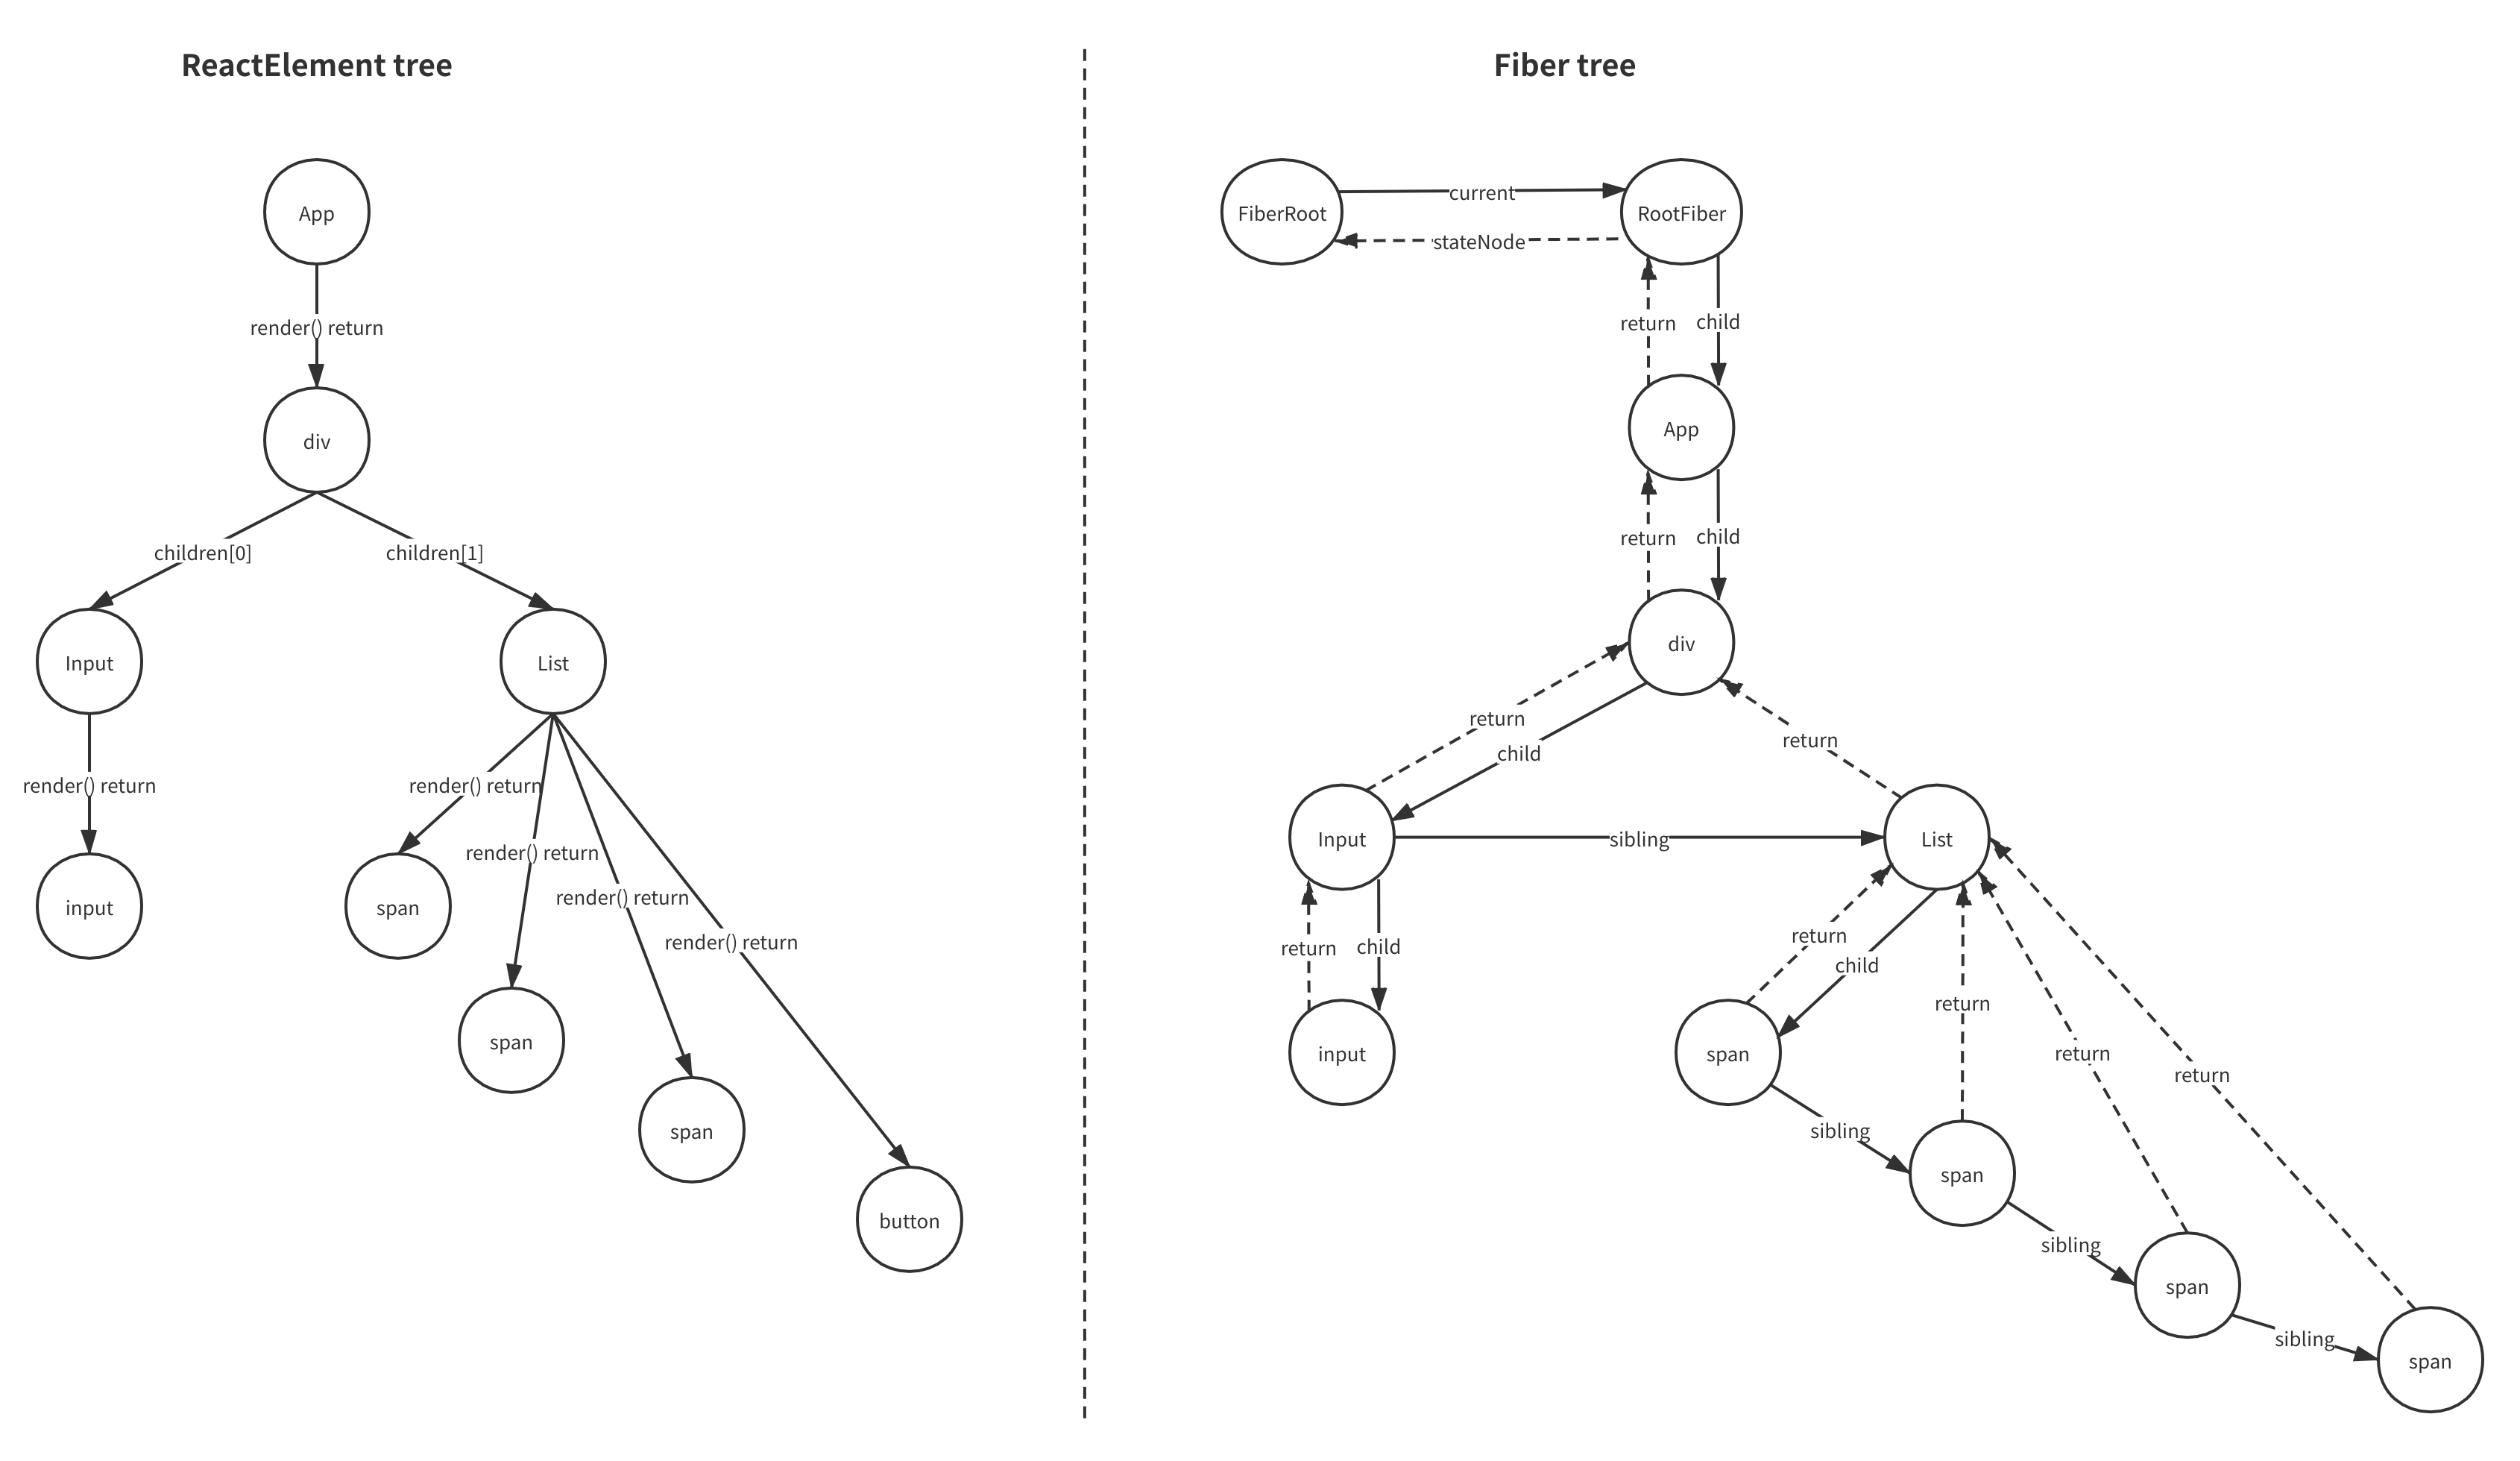 ReactElement tree
App
render() return
div
children[0]
children[1]
Input
List
render() return
render() return
render() return
render() return
render() return
input
span
span
span
button
Fiber tree
FiberRoot
current
RootFiber
stateNode
return
child
App
return
child
div
return
child
return
Input
sibling
List
return
child
return
child
return
return
return
input
span
sibling
span
sibling
span
sibling
span